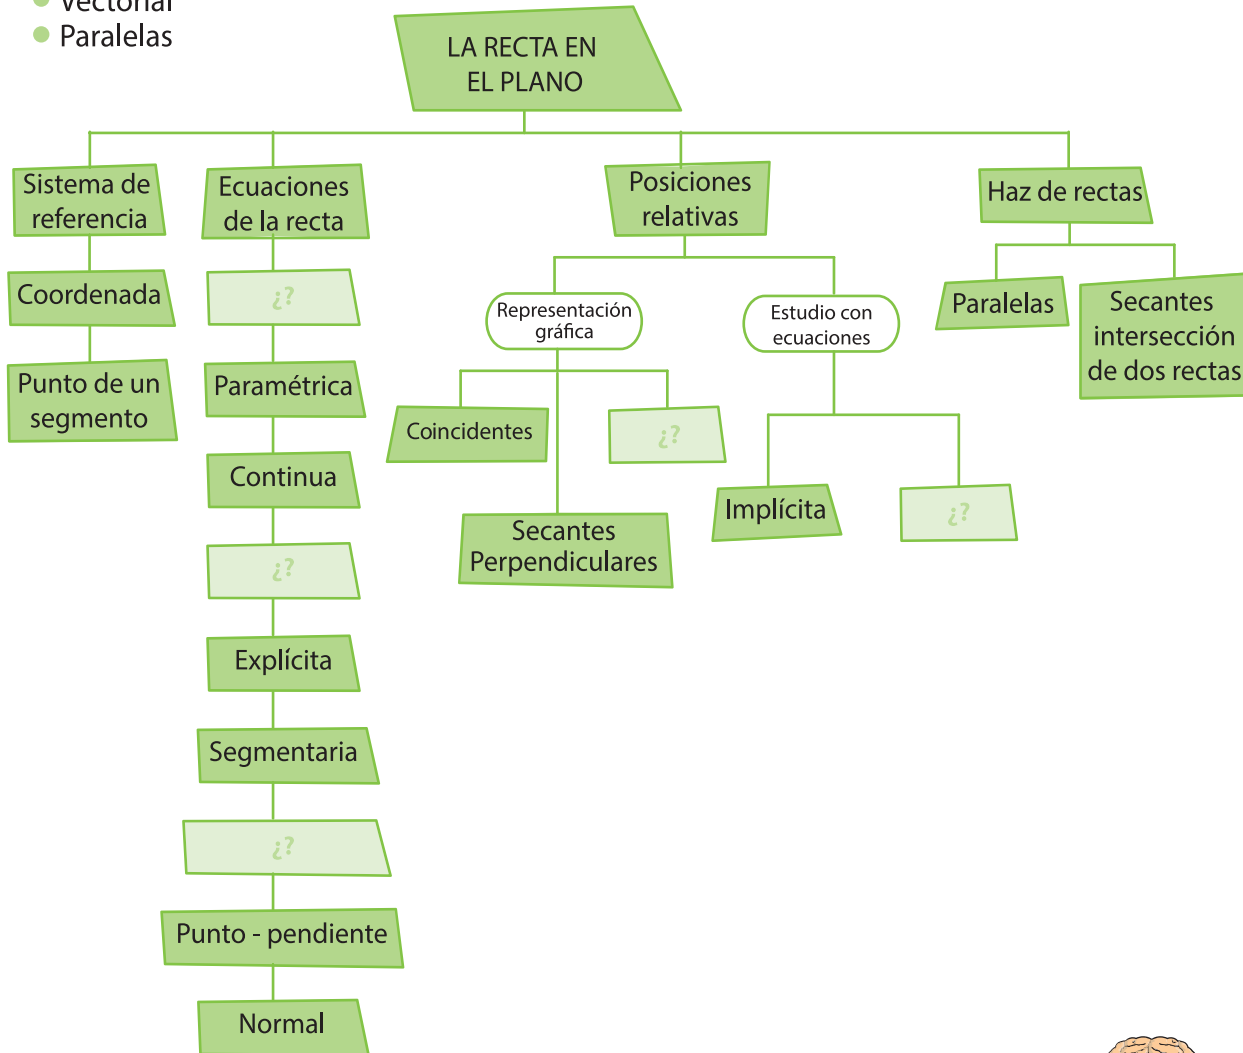 Vectorial
Paralelas
LA RECTA EN
EL PLANO
Sistema de
referencia
Coordenada
Punto de un
segmento
Ecuaciones
de la recta
¿?
Paramétrica
Continua
¿?
Explícita
Segmentaria
¿?
Punto - pendiente
Normal
Posiciones
relativas
Representación
gráfica
Coincidentes
Secantes
Perpendiculares
¿?
Estudio con
ecuaciones
Implícita
¿?
Haz de rectas
Paralelas
Secantes
intersección
de dos rectas